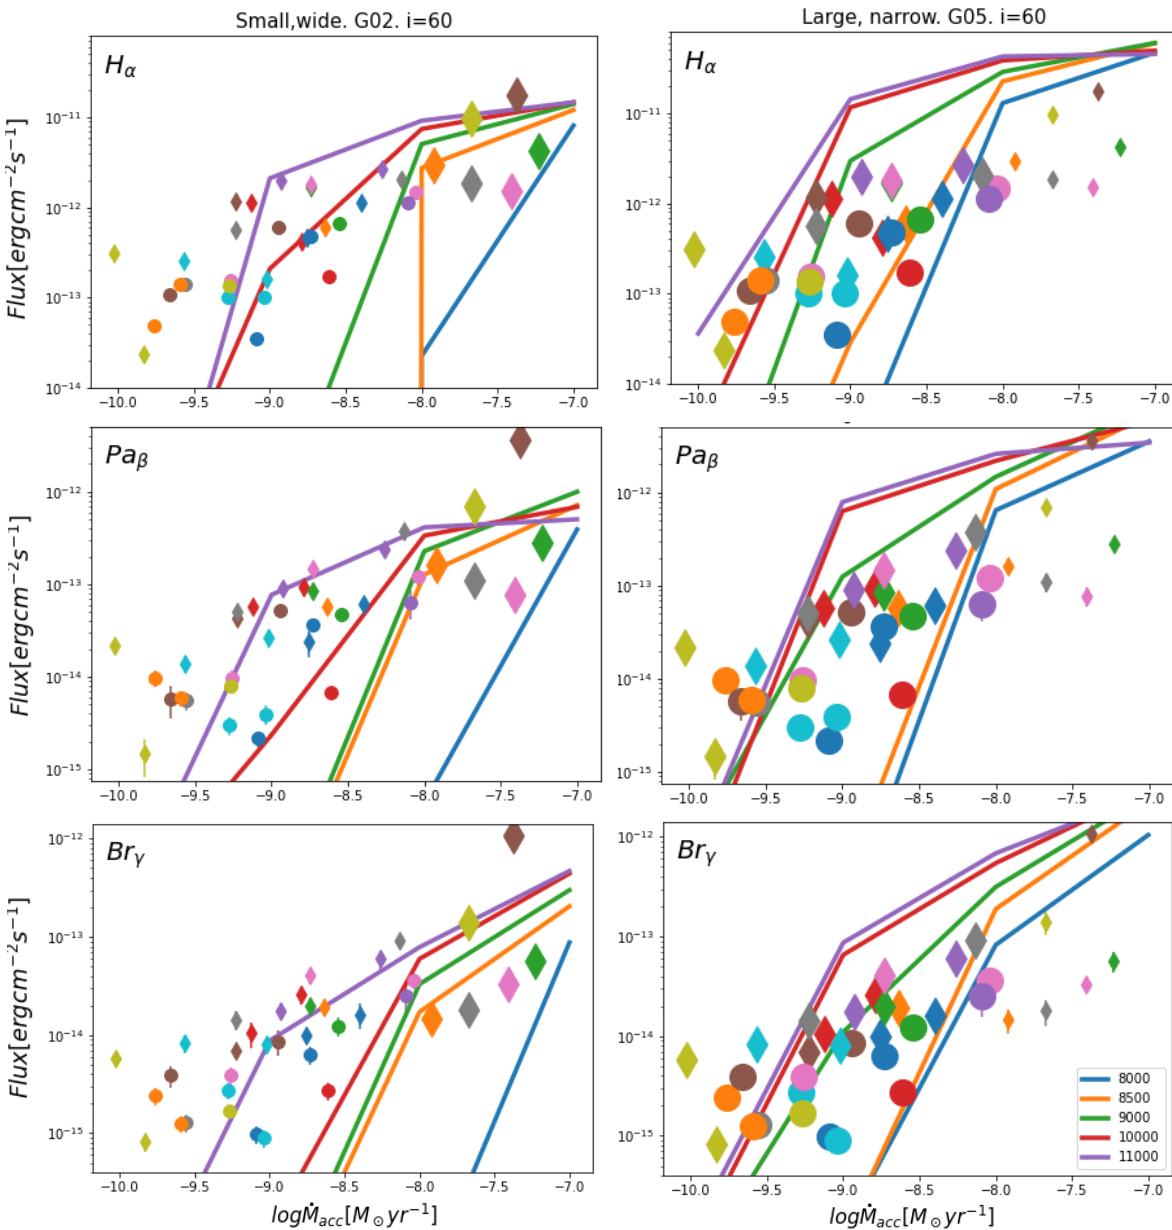 Small,wide. G02. i=60
Large, narrow. G05. i=60
Hα
Hα
Flux[ergcm⁻²s⁻¹]
10⁻¹¹
10⁻¹²
10⁻¹³
10⁻¹⁴
10⁻¹¹
10⁻¹²
10⁻¹³
10⁻¹⁴
−10.0 −9.5 −9.0 −8.5 −8.0 −7.5 −7.0
−10.0 −9.5 −9.0 −8.5 −8.0 −7.5 −7.0
Paβ
Paβ
Flux[ergcm⁻²s⁻¹]
10⁻¹²
10⁻¹³
10⁻¹⁴
10⁻¹⁵
10⁻¹²
10⁻¹³
10⁻¹⁴
10⁻¹⁵
−10.0 −9.5 −9.0 −8.5 −8.0 −7.5 −7.0
−10.0 −9.5 −9.0 −8.5 −8.0 −7.5 −7.0
Brγ
Brγ
Flux[ergcm⁻²s⁻¹]
10⁻¹²
10⁻¹³
10⁻¹⁴
10⁻¹⁵
10⁻¹²
10⁻¹³
10⁻¹⁴
10⁻¹⁵
8000
8500
9000
10000
11000
−10.0 −9.5 −9.0 −8.5 −8.0 −7.5 −7.0
−10.0 −9.5 −9.0 −8.5 −8.0 −7.5 −7.0
logṀacc[M⊙yr⁻¹]
logṀacc[M⊙yr⁻¹]